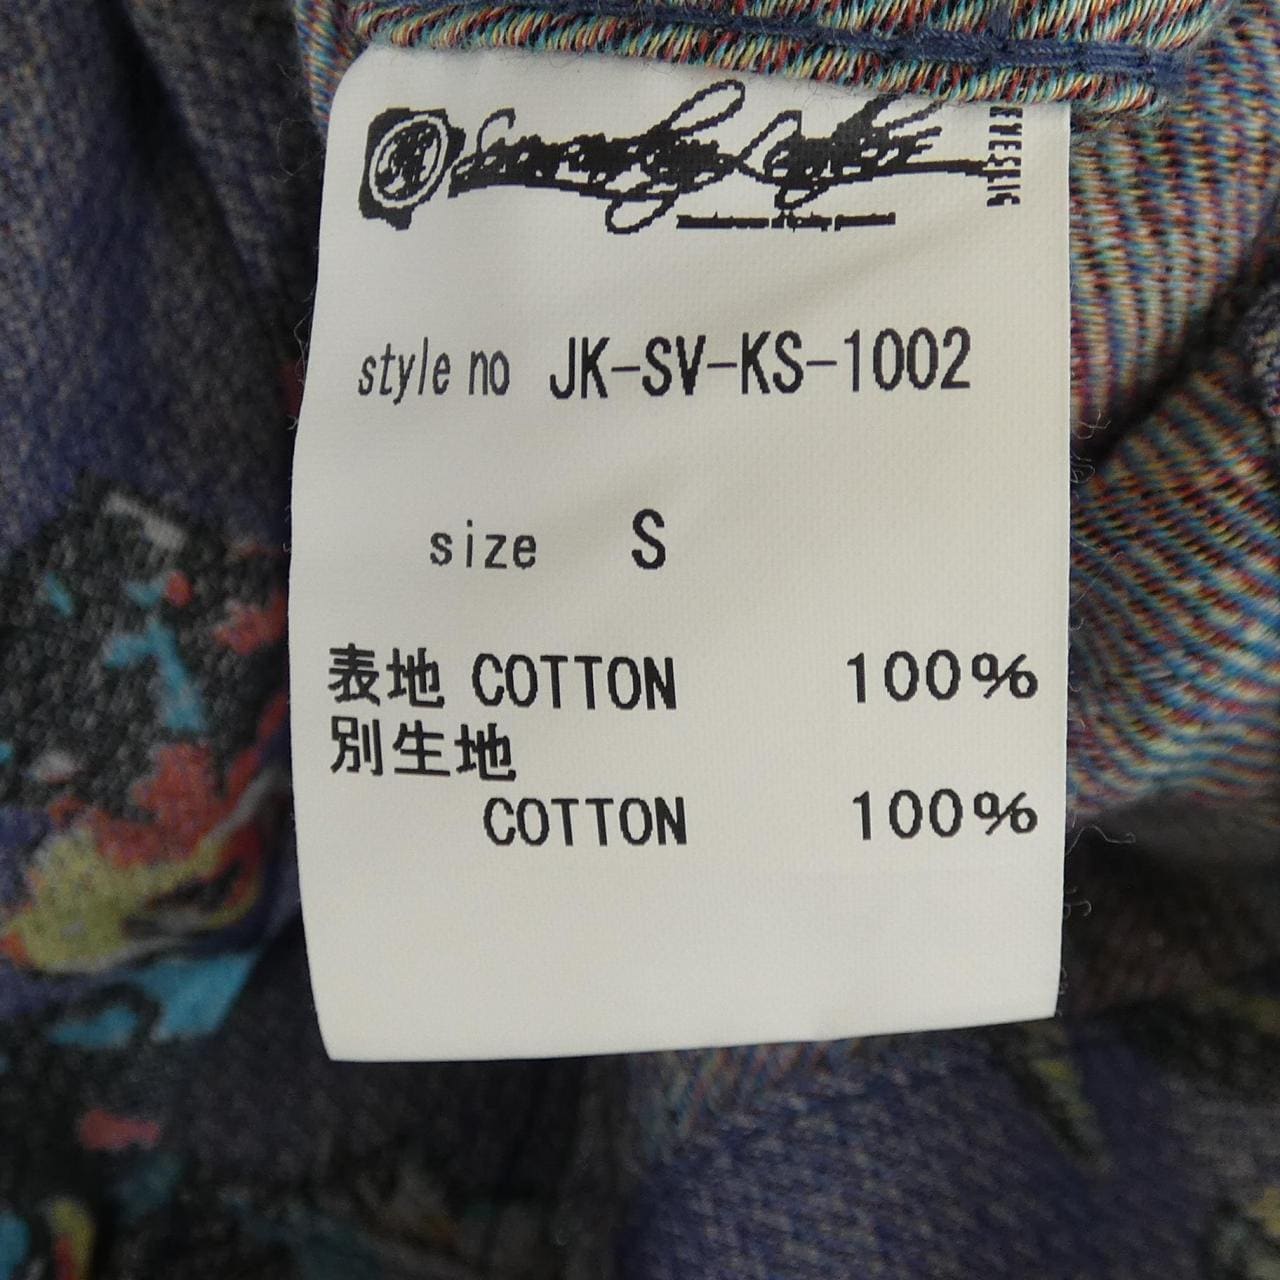 style no JK-SV-KS-1002
size S
表地 COTTON 100%
別生地
COTTON 100%